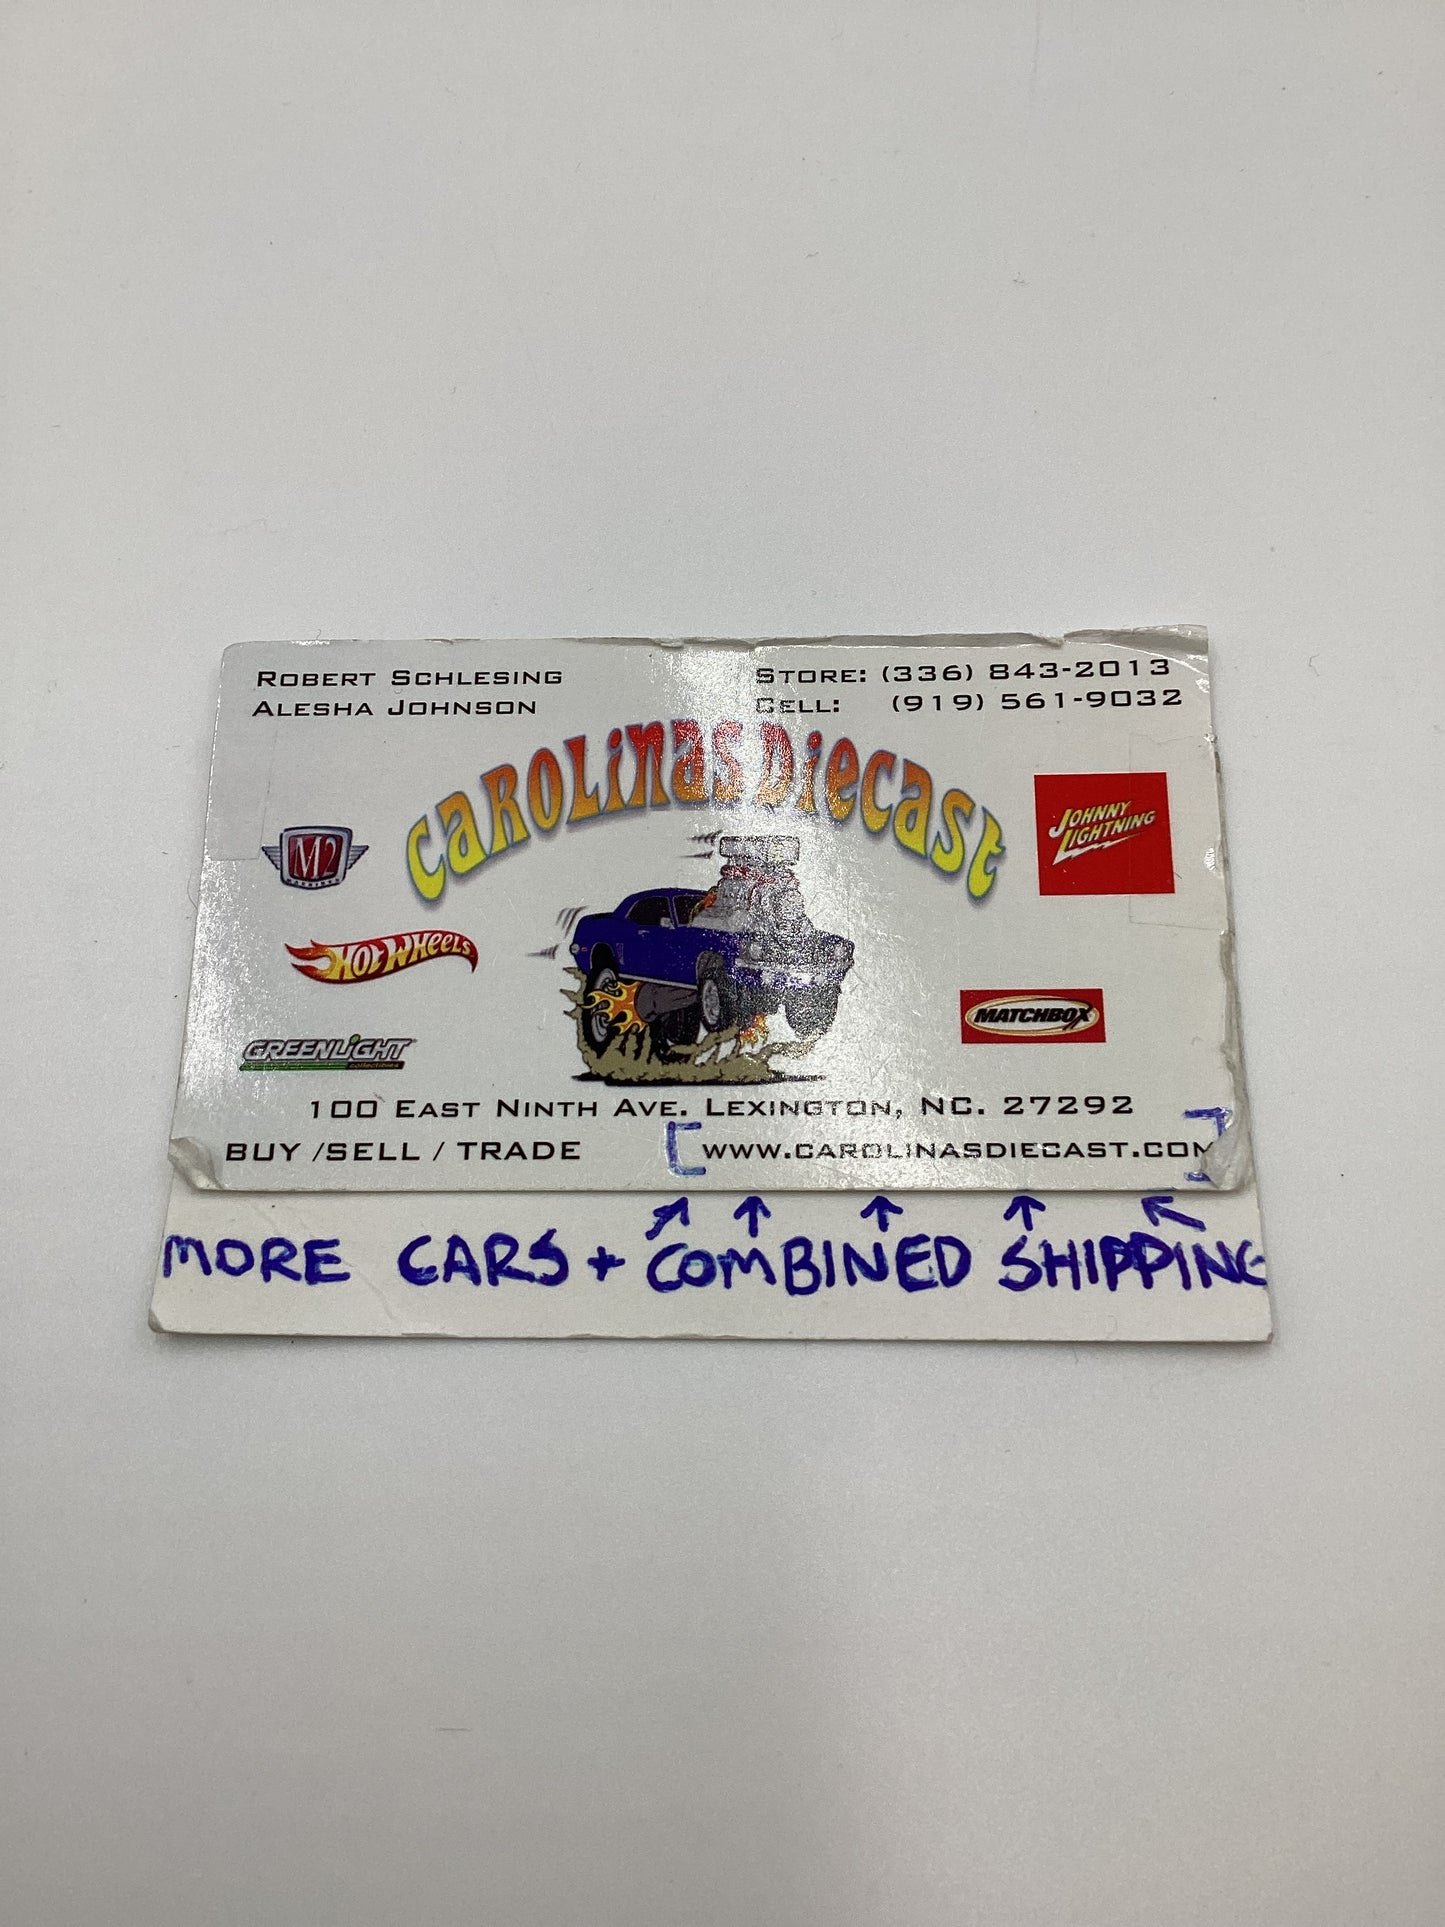 ROBERT SCHLESING
ALESHA JOHNSON
STORE: (336) 843-2013
CELL: (919) 561-9032
CAROLINAS DIECAST
M2
MACHINES
JOHNNY
LIGHTNING
HOT WHEELS
MATCHBOX
GREENLIGHT
collectibles
100 EAST NINTH AVE. LEXINGTON, NC. 27292
BUY /SELL / TRADE [WWW.CAROLINASDIECAST.COM]
↗ ↑ ↑ ↑ ↖
MORE CARS + COMBINED SHIPPING